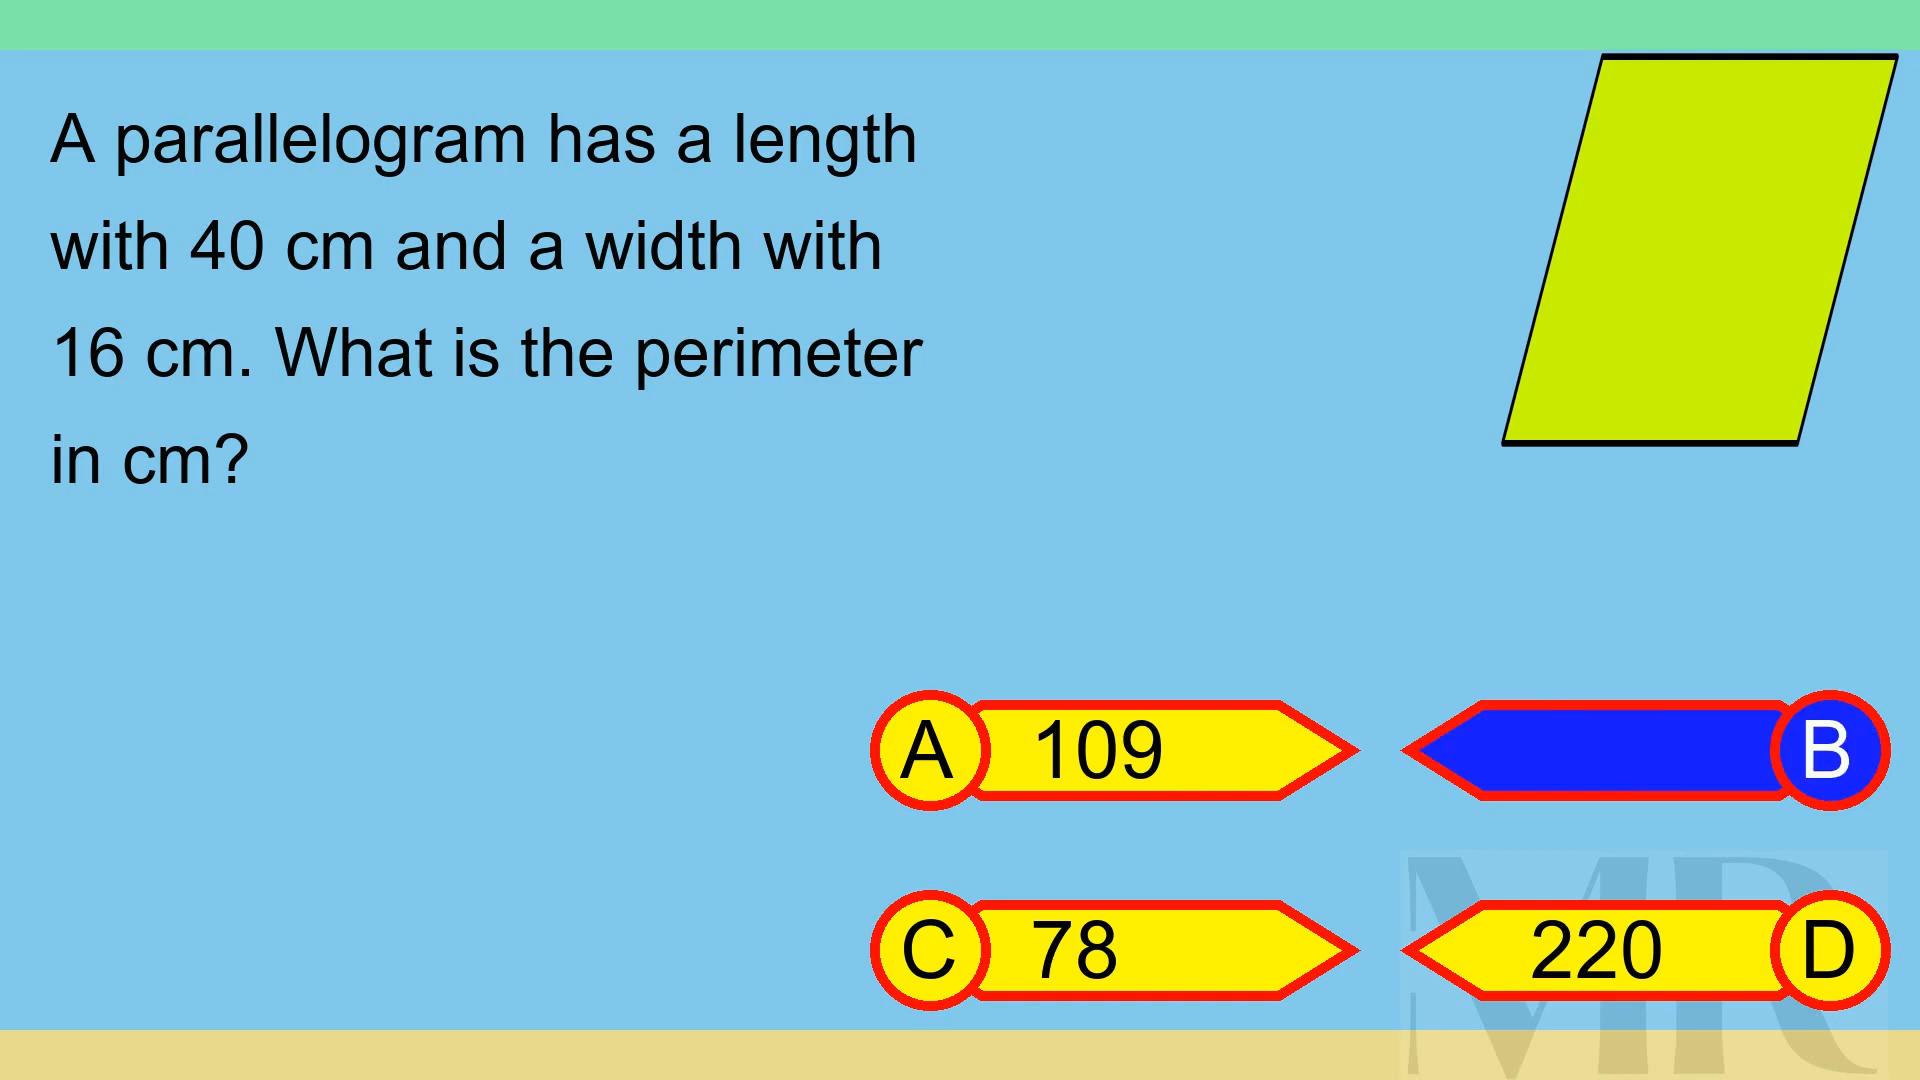 A parallelogram has a length
with 40 cm and a width with
16 cm. What is the perimeter
in cm?
A 109
B
C 78
220 D
MR